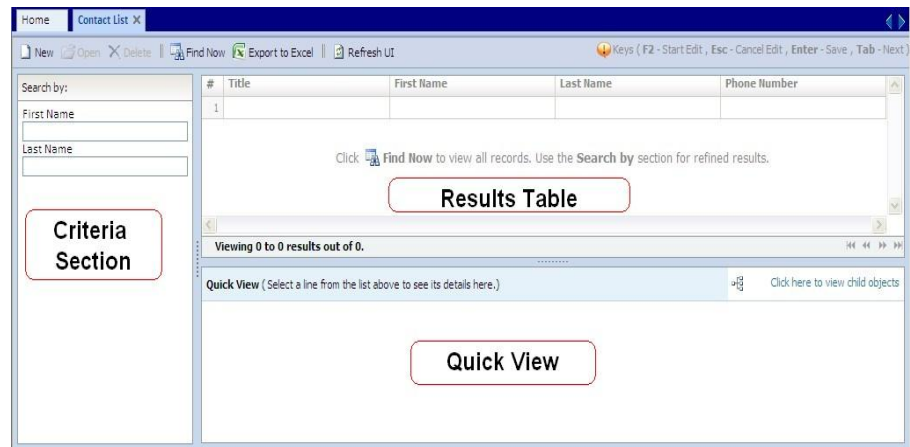 Home Contact List X
New Open Delete Find Now Export to Excel Refresh UI Keys ( F2 - Start Edit , Esc - Cancel Edit , Enter - Save , Tab - Next )
Search by:
First Name
Last Name
Criteria
Section
# Title First Name Last Name Phone Number
1
Click Find Now to view all records. Use the Search by section for refined results.
Results Table
Viewing 0 to 0 results out of 0.
Quick View ( Select a line from the list above to see its details here.) Click here to view child objects
Quick View